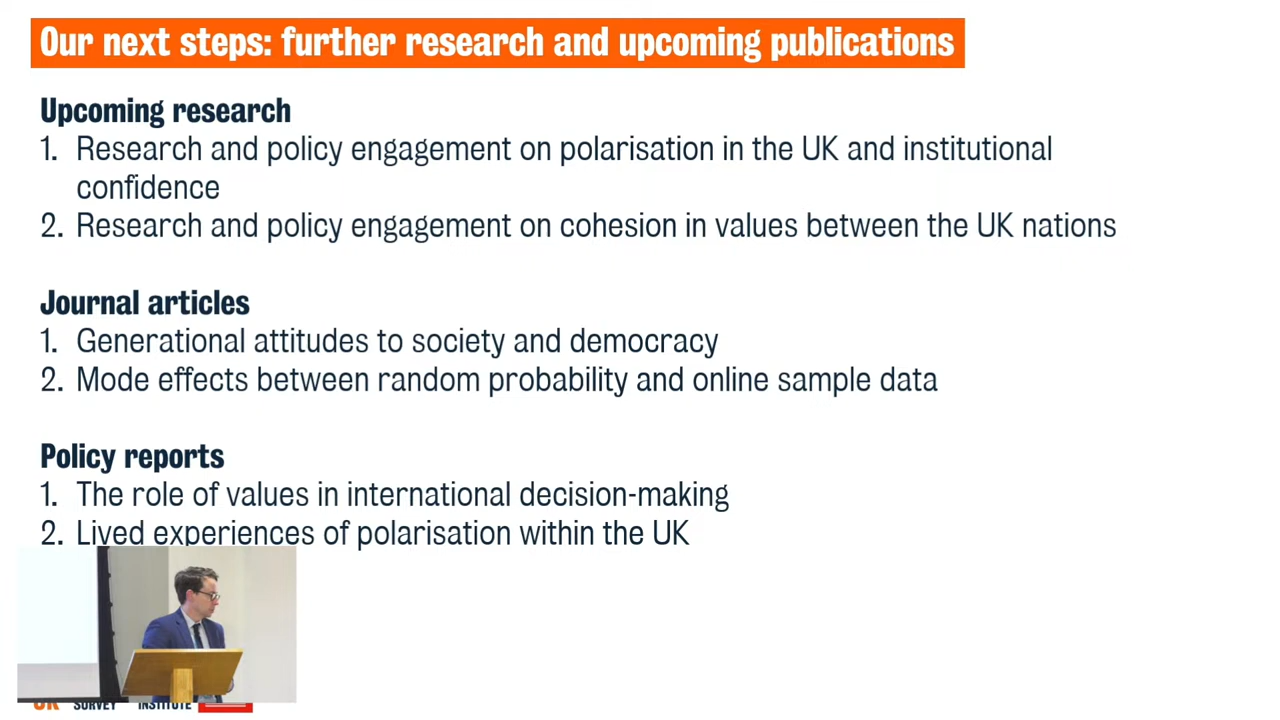 Our next steps: further research and upcoming publications
Upcoming research
1. Research and policy engagement on polarisation in the UK and institutional
confidence
2. Research and policy engagement on cohesion in values between the UK nations
Journal articles
1. Generational attitudes to society and democracy
2. Mode effects between random probability and online sample data
Policy reports
1. The role of values in international decision-making
2. Lived experiences of polarisation within the UK
UK SURVEY INSTITUTE